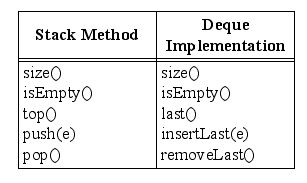 Stack Method Deque Implementation
size() size()
isEmpty() isEmpty()
top() last()
push(e) insertLast(e)
pop() removeLast()